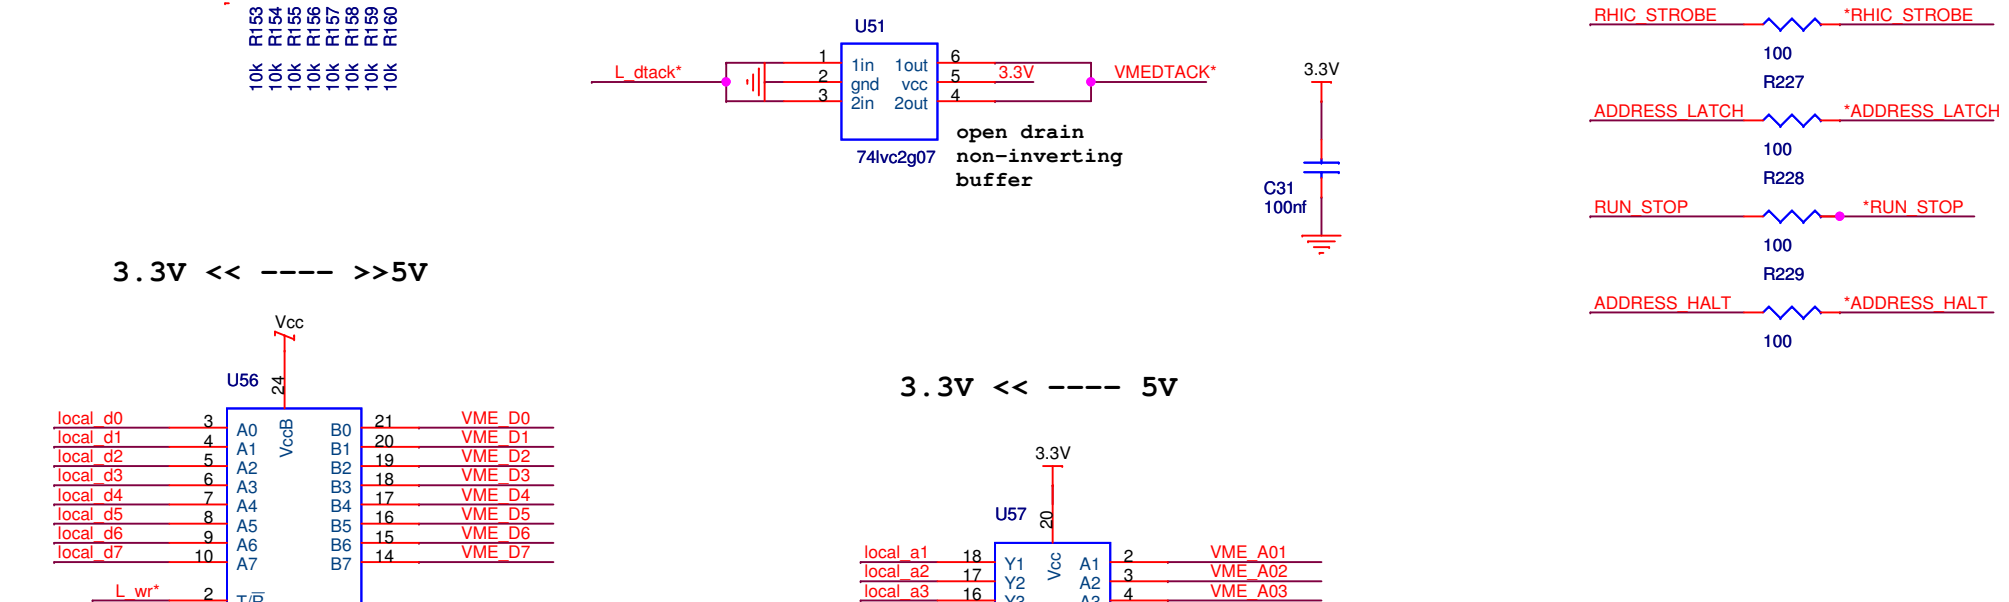 10k R153
10k R154
10k R155
10k R156
10k R157
10k R158
10k R159
10k R160
U51
L_dtack*
1 1in 1out 6
2 gnd vcc 5 3.3V
3 2in 2out 4
VMEDTACK*
74lvc2g07
open drain
non-inverting
buffer
3.3V
C31
100nf
RHIC_STROBE *RHIC_STROBE
100
R227
ADDRESS_LATCH *ADDRESS_LATCH
100
R228
RUN_STOP *RUN_STOP
100
R229
ADDRESS_HALT *ADDRESS_HALT
100
3.3V << ---- >>5V
Vcc
U56
24
VccB
local_d0 3 A0 B0 21 VME_D0
local_d1 4 A1 B1 20 VME_D1
local_d2 5 A2 B2 19 VME_D2
local_d3 6 A3 B3 18 VME_D3
local_d4 7 A4 B4 17 VME_D4
local_d5 8 A5 B5 16 VME_D5
local_d6 9 A6 B6 15 VME_D6
local_d7 10 A7 B7 14 VME_D7
L_wr* 2 T/R
3.3V << ---- 5V
3.3V
U57
20
Vcc
local_a1 18 Y1 A1 2 VME_A01
local_a2 17 Y2 A2 3 VME_A02
local_a3 16 Y3 A3 4 VME_A03